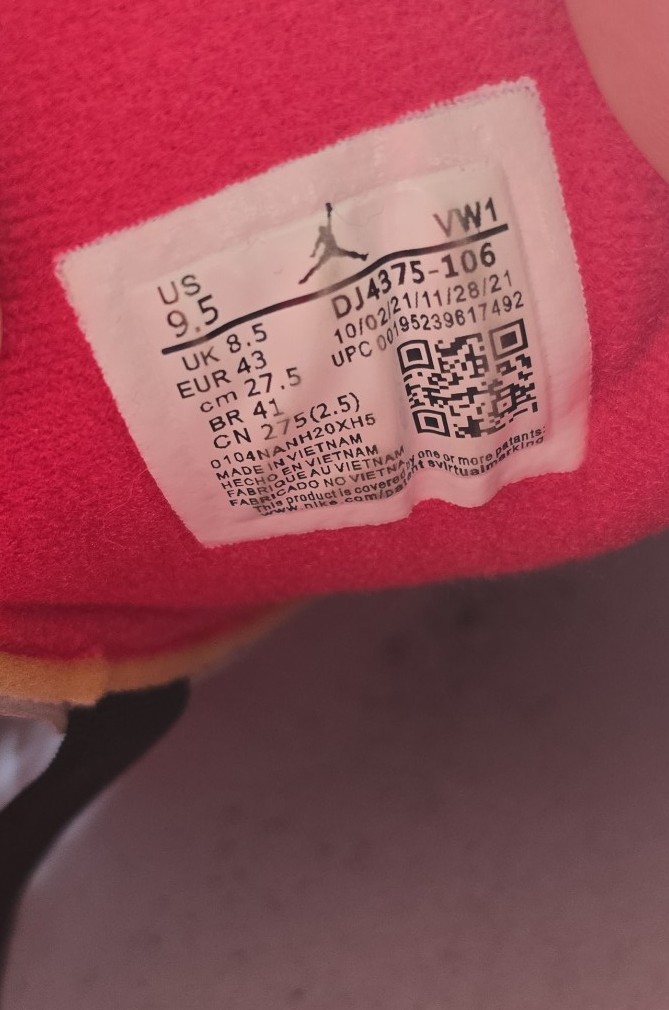 VW1
US
9.5
DJ4375-106
10/02/21/11/28/21
UPC 00195239617492
UK 8.5
EUR 43
cm 27.5
BR 41
CN 275(2.5)
0104NANH20XH5
MADE IN VIETNAM
HECHO EN VIETNAM
FABRIQUE AU VIETNAM
FABRICADO NO VIETNAM
This product is covered by one or more patents:
www.nike.com/patentsvirtualmarking